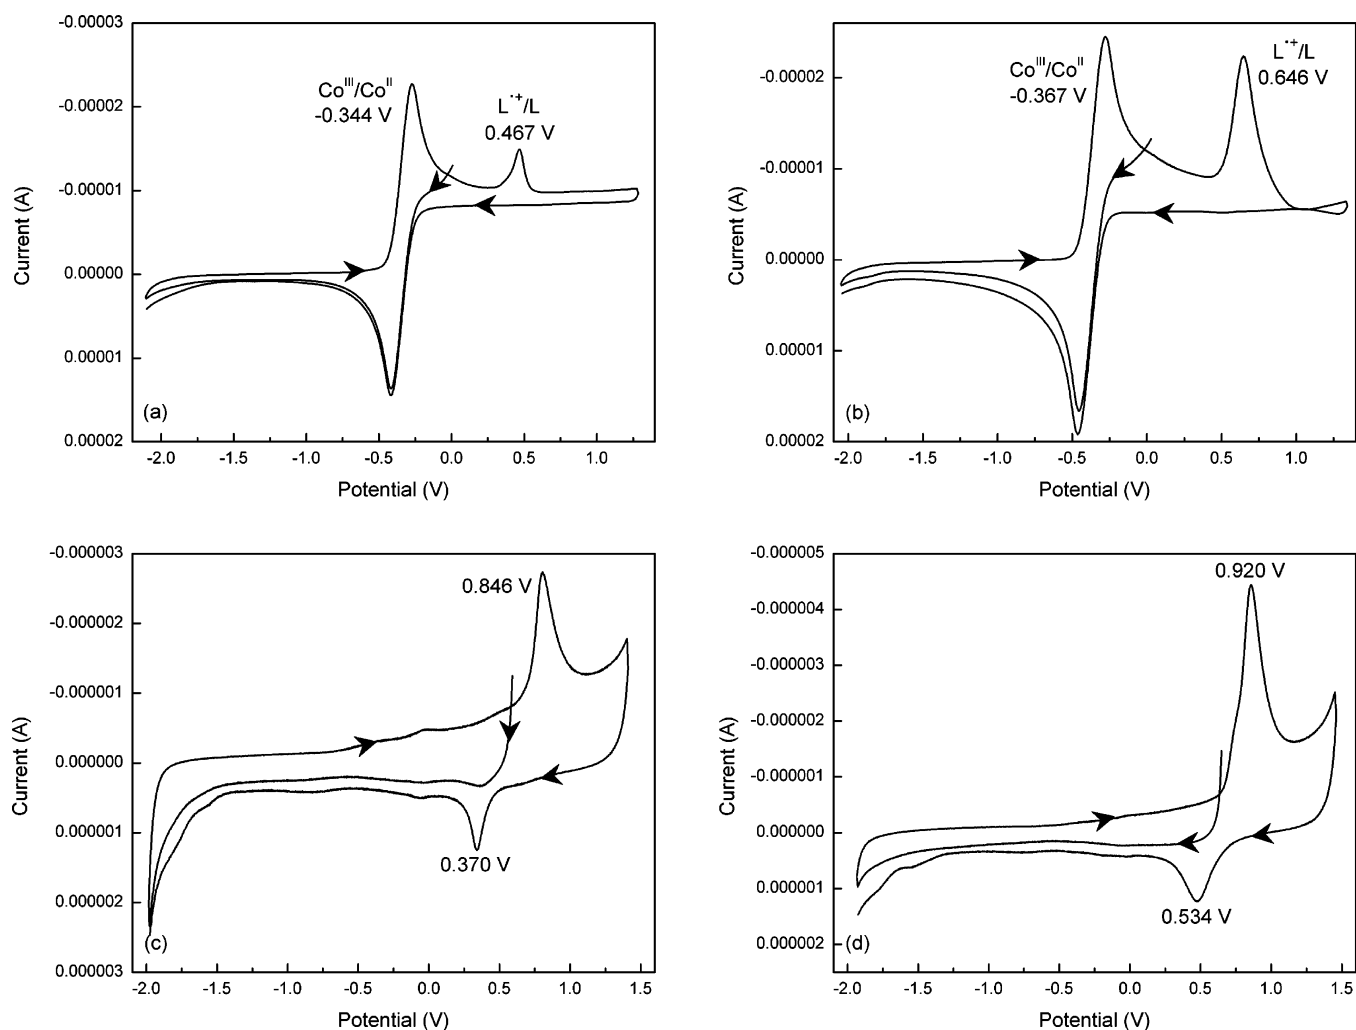 -0.00003
-0.00002
-0.00001
0.00000
0.00001
0.00002
Current (A)
Co^III/Co^II
-0.344 V
L^•+/L
0.467 V
(a)
-2.0 -1.5 -1.0 -0.5 0.0 0.5 1.0
Potential (V)
-0.00002
-0.00001
0.00000
0.00001
0.00002
Current (A)
Co^III/Co^II
-0.367 V
L^•+/L
0.646 V
(b)
-2.0 -1.5 -1.0 -0.5 0.0 0.5 1.0
Potential (V)
-0.000003
-0.000002
-0.000001
0.000000
0.000001
0.000002
0.000003
Current (A)
0.846 V
0.370 V
(c)
-2.0 -1.5 -1.0 -0.5 0.0 0.5 1.0 1.5
Potential (V)
-0.000005
-0.000004
-0.000003
-0.000002
-0.000001
0.000000
0.000001
0.000002
Current (A)
0.920 V
0.534 V
(d)
-2.0 -1.5 -1.0 -0.5 0.0 0.5 1.0 1.5
Potential (V)